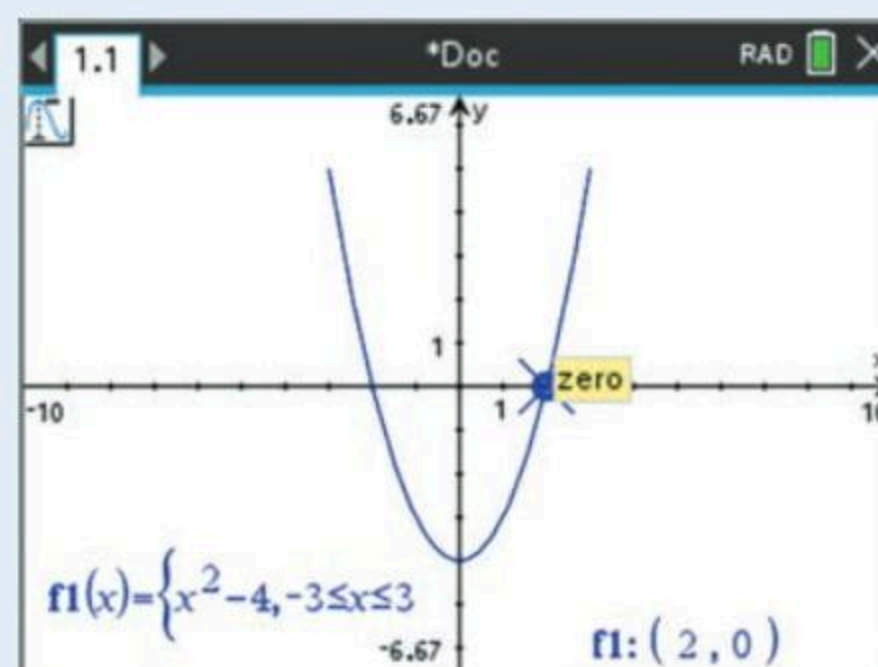 1.1 *Doc RAD
6.67 y
1
zero
-10 1
f1(x)={x²-4,-3≤x≤3
f1: ( 2 , 0 )
-6.67